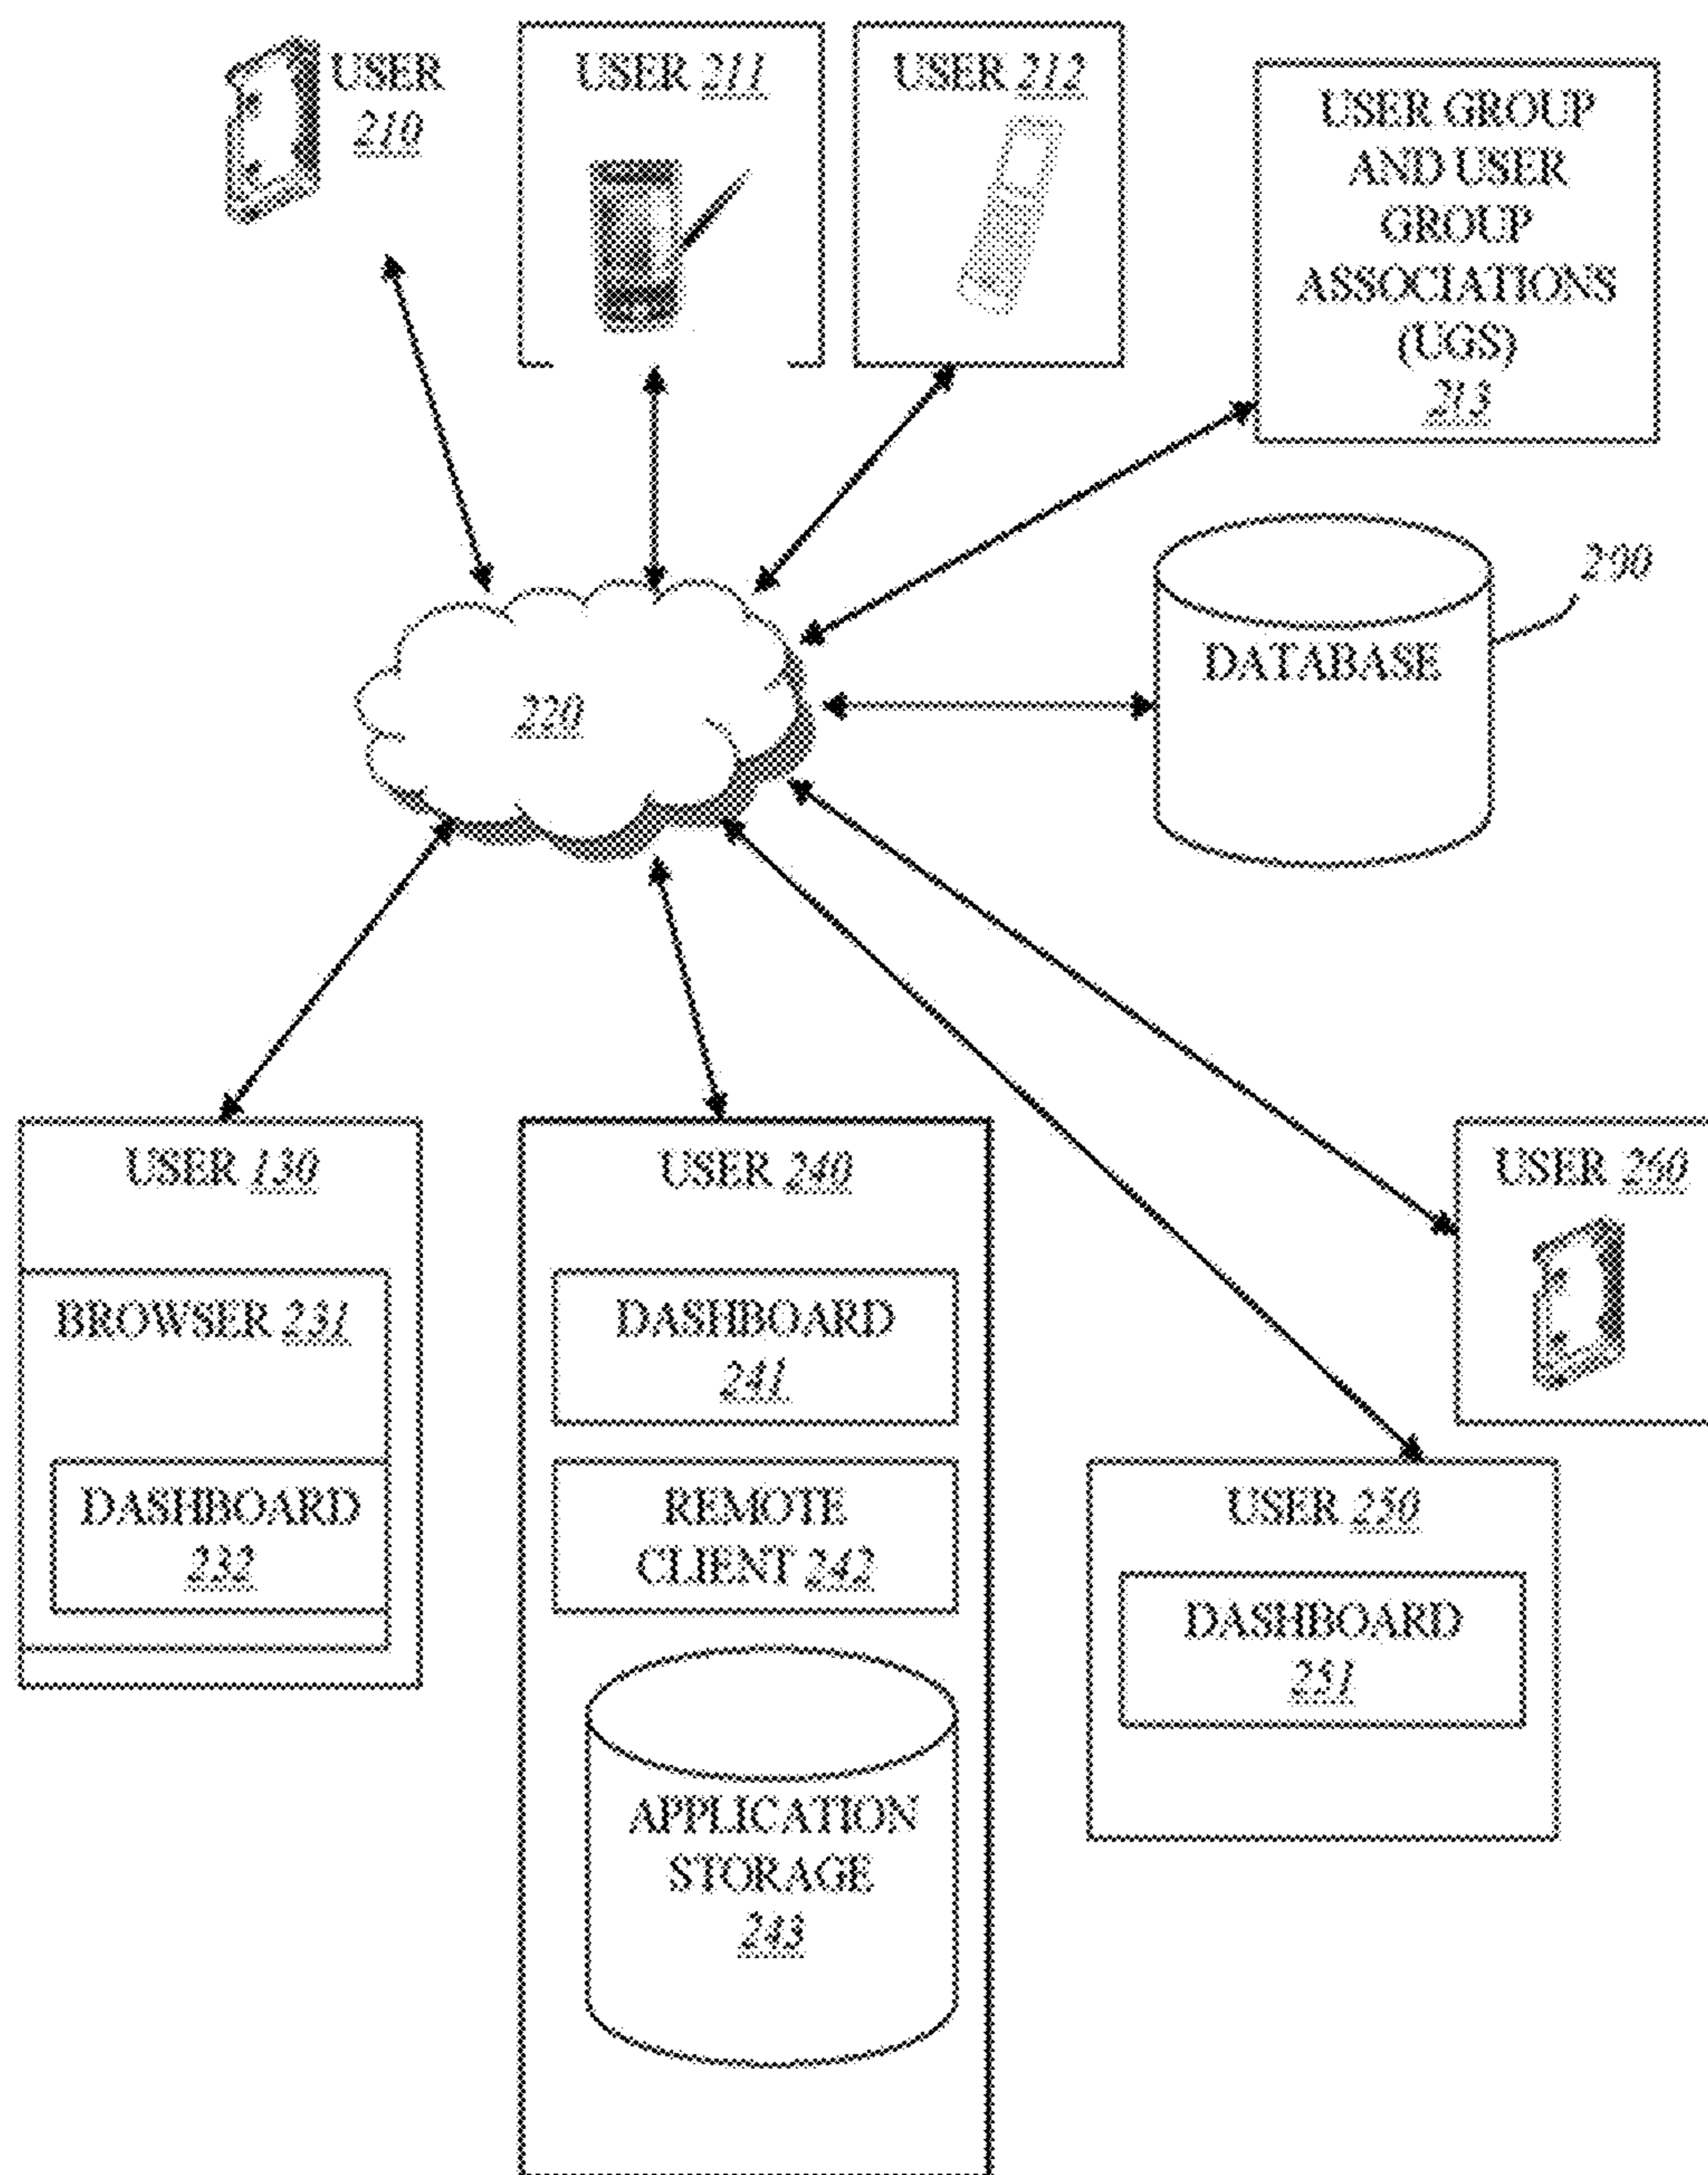 USER
210
USER 211
USER 212
USER GROUP
AND USER
GROUP
ASSOCIATIONS
(UGS)
213
200
DATABASE
220
USER 130
BROWSER 231
DASHBOARD
232
USER 240
DASHBOARD
241
REMOTE
CLIENT 242
APPLICATION
STORAGE
243
USER 260
USER 250
DASHBOARD
251